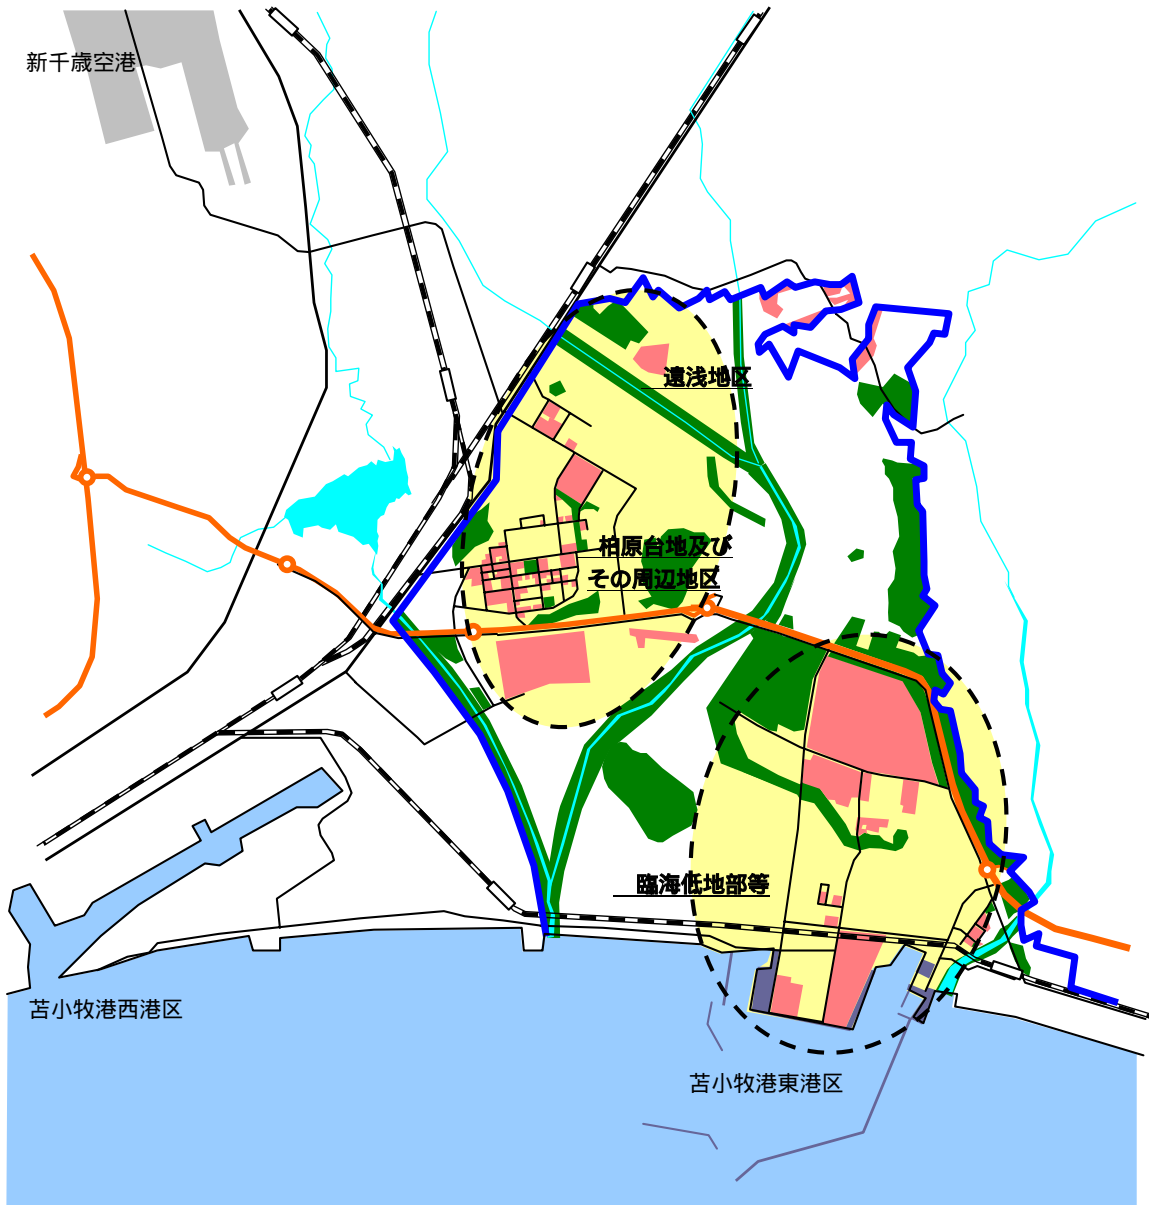 新千歳空港
遠浅地区
柏原台地及び
その周辺地区
臨海低地部等
苫小牧港西港区
苫小牧港東港区